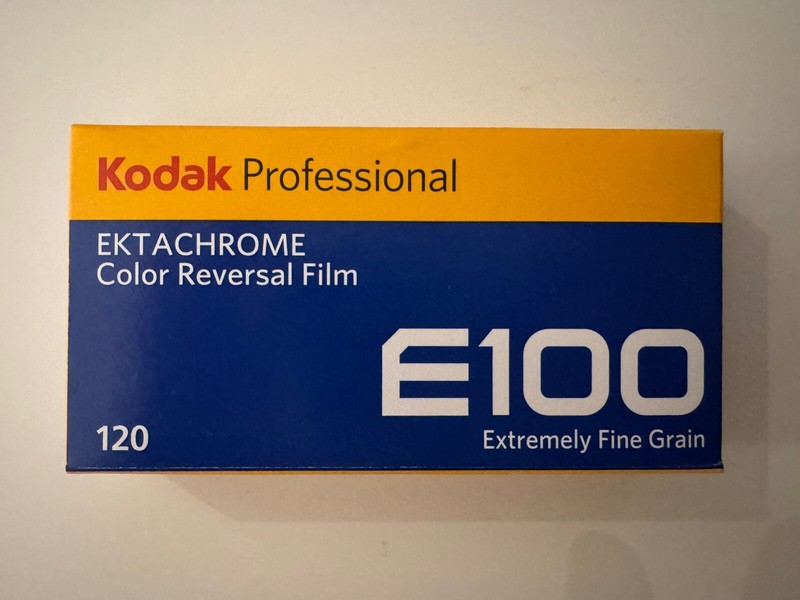 Kodak Professional
EKTACHROME
Color Reversal Film
E100
120
Extremely Fine Grain